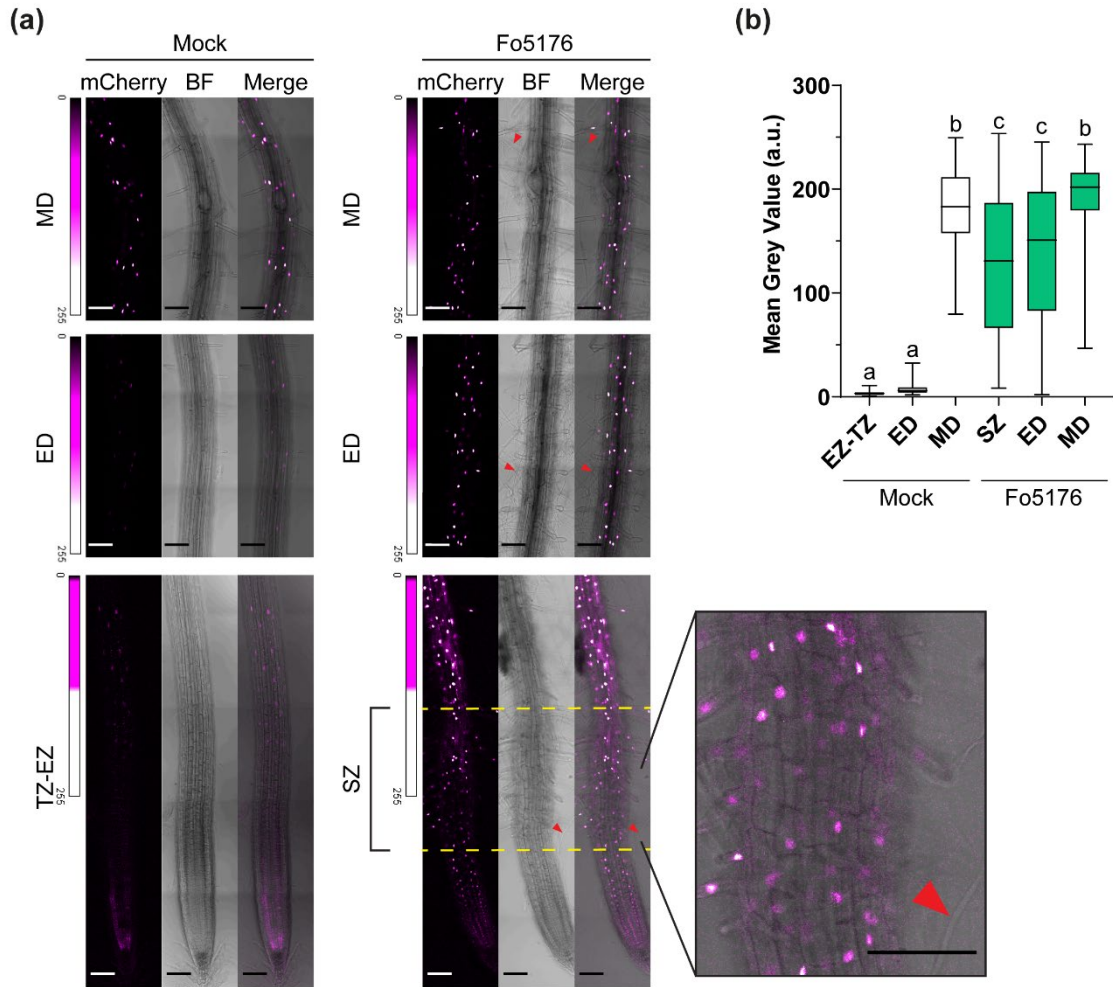 (a)
Mock
mCherry BF Merge
0
MD
255
0
ED
255
0
TZ-EZ
255
Fo5176
mCherry BF Merge
0
MD
255
0
ED
255
0
SZ
255
(b)
Mean Grey Value (a.u.)
300
200
100
0
a a b c c b
EZ-TZ ED MD SZ ED MD
Mock Fo5176